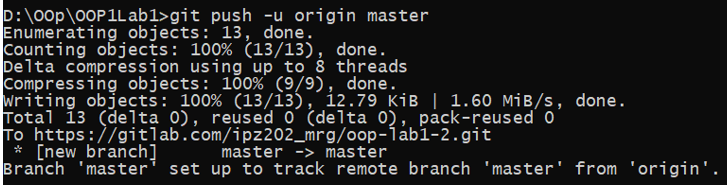 D:\OOp\OOP1Lab1>git push -u origin master
Enumerating objects: 13, done.
Counting objects: 100% (13/13), done.
Delta compression using up to 8 threads
Compressing objects: 100% (9/9), done.
Writing objects: 100% (13/13), 12.79 KiB | 1.60 MiB/s, done.
Total 13 (delta 0), reused 0 (delta 0), pack-reused 0
To https://gitlab.com/ipz202_mrg/oop-lab1-2.git
 * [new branch]      master -> master
Branch 'master' set up to track remote branch 'master' from 'origin'.